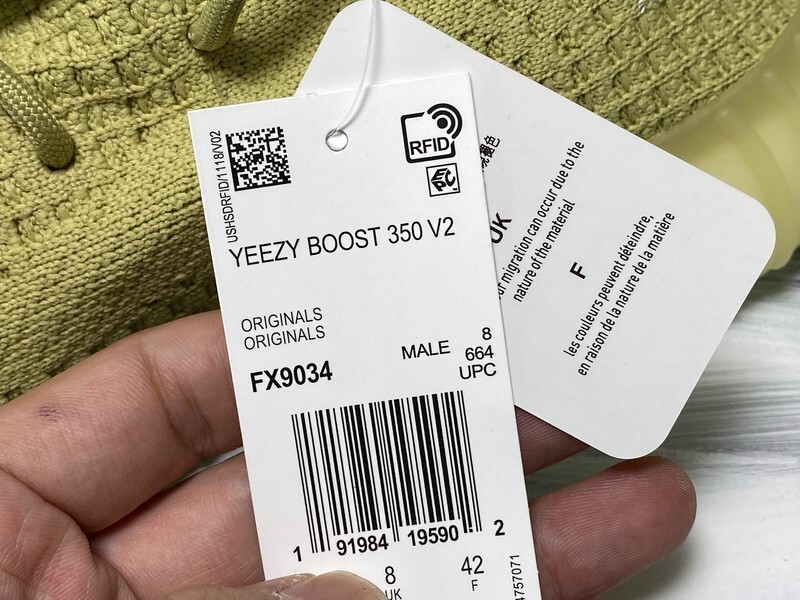 USHSDRFID/1118/V02
RFID
EPC
YEEZY BOOST 350 V2
ORIGINALS
ORIGINALS
FX9034
MALE
8
664
UPC
1 91984 19590 2
8
UK
42
F
4757071
UK
migration can occur due to the
nature of the material
F
les couleurs peuvent déteindre,
en raison de la nature de la matière